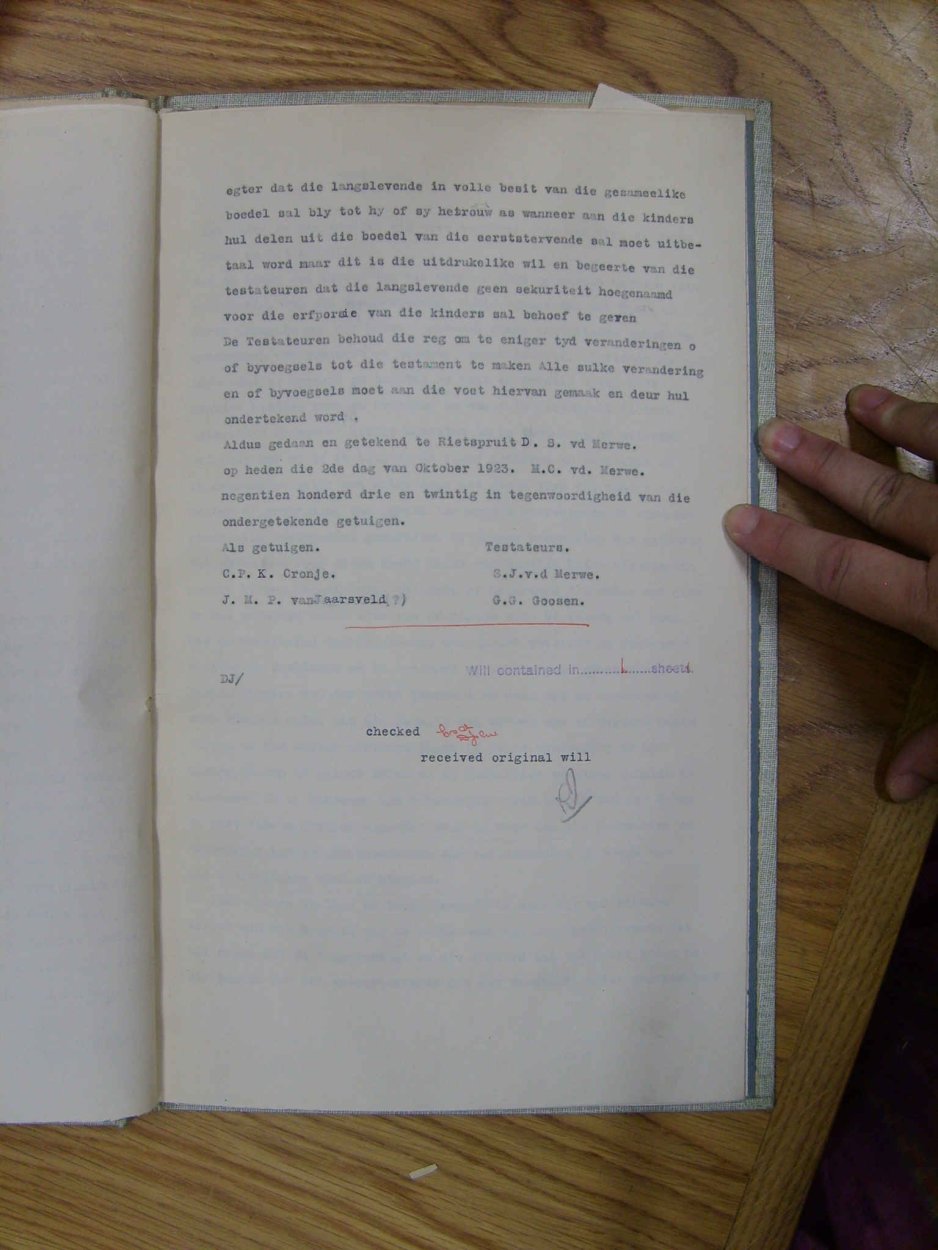 egter dat die langslevende in volle besit van die gesameelike
boedel sal bly tot hy of sy hetrouw as wanneer aan die kinders
hul delen uit die boedel van die eerststervende sal moet uitbe-
taal word maar dit is die uitdrukelike wil en begeerte van die
testateuren dat die langslevende geen sekuriteit hoegenaamd
voor die erfporsie van die kinders sal behoef te geven
De Testateuren behoud die reg om te eniger tyd veranderingen o
of byvoegsels tot die testament te maken Alle sulke verandering
en of byvoegsels moet aan die voet hiervan gemaak en deur hul
ondertekend word .
Aldus gedaan en getekend te Rietspruit D. S. vd Merwe.
op heden die 2de dag van Oktober 1923. M.C. vd. Merwe.
negentien honderd drie en twintig in tegenwoordigheid van die
ondergetekende getuigen.
Als getuigen. Testateurs.
C.P. K. Cronje. S.J.v.d Merwe.
J. M. P. vanJaarsveld(?) G.G. Goosen.
Will contained in.........1......sheet
DJ/
checked
received original will